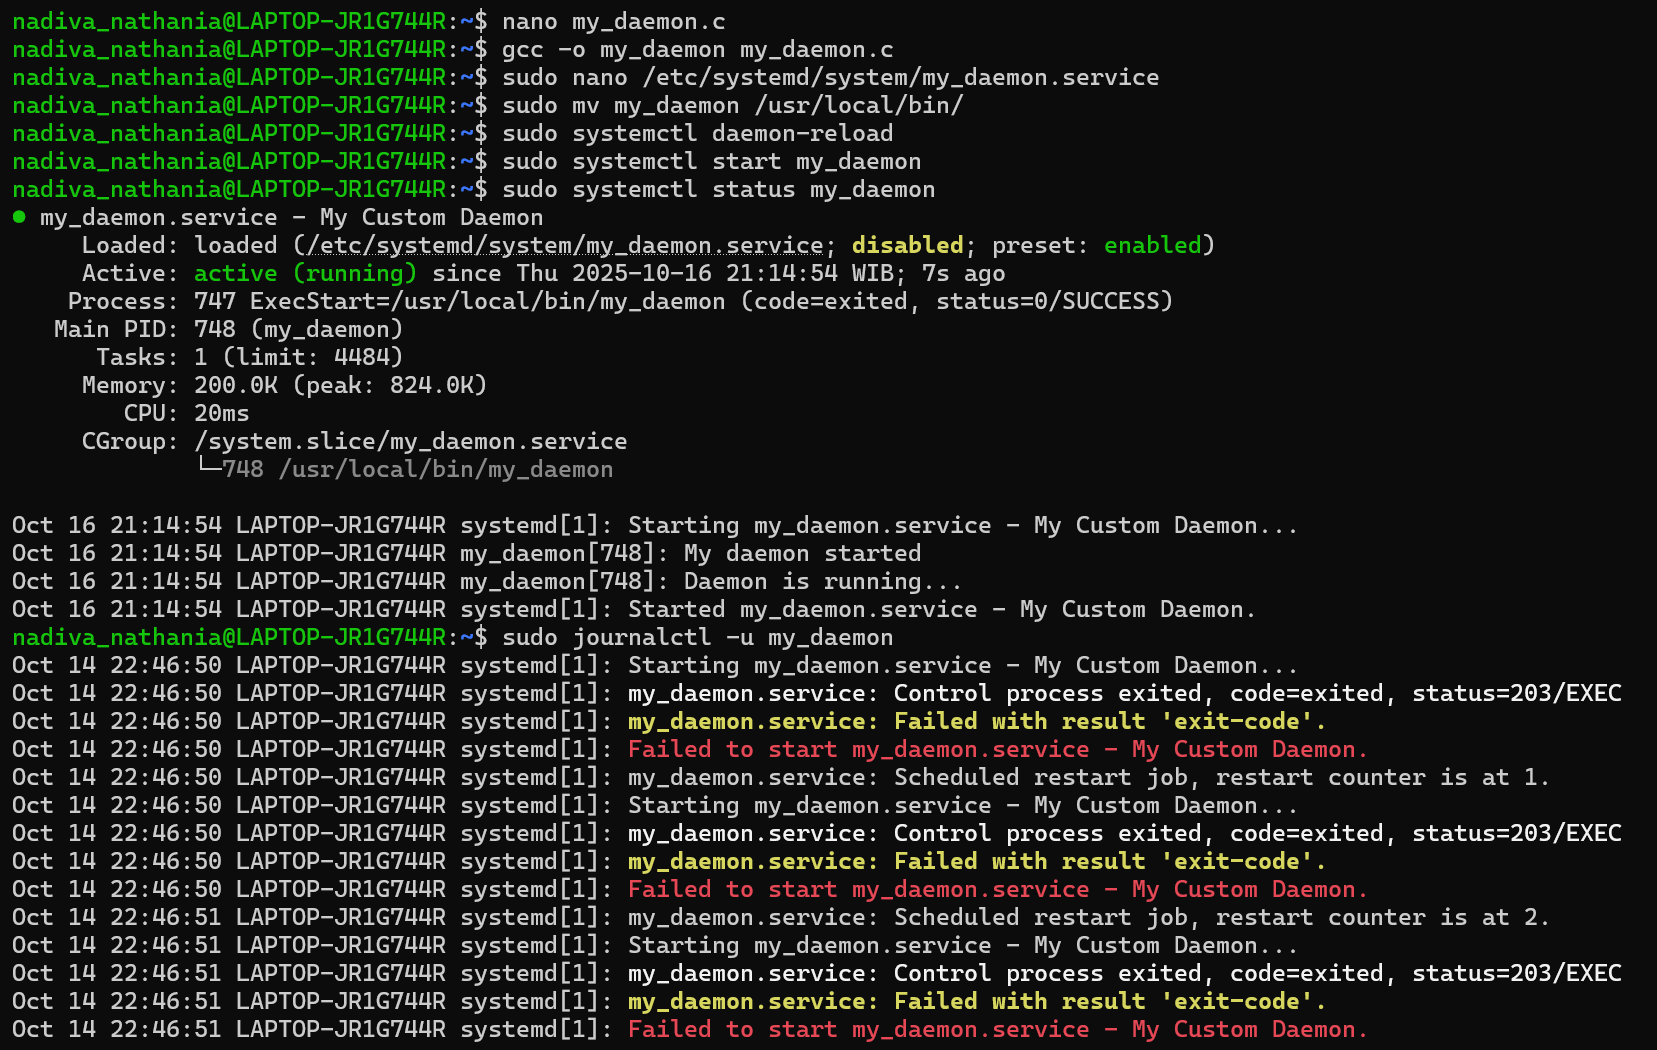 nadiva_nathania@LAPTOP-JR1G744R:~$ nano my_daemon.c
nadiva_nathania@LAPTOP-JR1G744R:~$ gcc -o my_daemon my_daemon.c
nadiva_nathania@LAPTOP-JR1G744R:~$ sudo nano /etc/systemd/system/my_daemon.service
nadiva_nathania@LAPTOP-JR1G744R:~$ sudo mv my_daemon /usr/local/bin/
nadiva_nathania@LAPTOP-JR1G744R:~$ sudo systemctl daemon-reload
nadiva_nathania@LAPTOP-JR1G744R:~$ sudo systemctl start my_daemon
nadiva_nathania@LAPTOP-JR1G744R:~$ sudo systemctl status my_daemon
● my_daemon.service - My Custom Daemon
     Loaded: loaded (/etc/systemd/system/my_daemon.service; disabled; preset: enabled)
     Active: active (running) since Thu 2025-10-16 21:14:54 WIB; 7s ago
    Process: 747 ExecStart=/usr/local/bin/my_daemon (code=exited, status=0/SUCCESS)
   Main PID: 748 (my_daemon)
      Tasks: 1 (limit: 4484)
     Memory: 200.0K (peak: 824.0K)
        CPU: 20ms
     CGroup: /system.slice/my_daemon.service
             └─748 /usr/local/bin/my_daemon
Oct 16 21:14:54 LAPTOP-JR1G744R systemd[1]: Starting my_daemon.service - My Custom Daemon...
Oct 16 21:14:54 LAPTOP-JR1G744R my_daemon[748]: My daemon started
Oct 16 21:14:54 LAPTOP-JR1G744R my_daemon[748]: Daemon is running...
Oct 16 21:14:54 LAPTOP-JR1G744R systemd[1]: Started my_daemon.service - My Custom Daemon.
nadiva_nathania@LAPTOP-JR1G744R:~$ sudo journalctl -u my_daemon
Oct 14 22:46:50 LAPTOP-JR1G744R systemd[1]: Starting my_daemon.service - My Custom Daemon...
Oct 14 22:46:50 LAPTOP-JR1G744R systemd[1]: my_daemon.service: Control process exited, code=exited, status=203/EXEC
Oct 14 22:46:50 LAPTOP-JR1G744R systemd[1]: my_daemon.service: Failed with result 'exit-code'.
Oct 14 22:46:50 LAPTOP-JR1G744R systemd[1]: Failed to start my_daemon.service - My Custom Daemon.
Oct 14 22:46:50 LAPTOP-JR1G744R systemd[1]: my_daemon.service: Scheduled restart job, restart counter is at 1.
Oct 14 22:46:50 LAPTOP-JR1G744R systemd[1]: Starting my_daemon.service - My Custom Daemon...
Oct 14 22:46:50 LAPTOP-JR1G744R systemd[1]: my_daemon.service: Control process exited, code=exited, status=203/EXEC
Oct 14 22:46:50 LAPTOP-JR1G744R systemd[1]: my_daemon.service: Failed with result 'exit-code'.
Oct 14 22:46:50 LAPTOP-JR1G744R systemd[1]: Failed to start my_daemon.service - My Custom Daemon.
Oct 14 22:46:51 LAPTOP-JR1G744R systemd[1]: my_daemon.service: Scheduled restart job, restart counter is at 2.
Oct 14 22:46:51 LAPTOP-JR1G744R systemd[1]: Starting my_daemon.service - My Custom Daemon...
Oct 14 22:46:51 LAPTOP-JR1G744R systemd[1]: my_daemon.service: Control process exited, code=exited, status=203/EXEC
Oct 14 22:46:51 LAPTOP-JR1G744R systemd[1]: my_daemon.service: Failed with result 'exit-code'.
Oct 14 22:46:51 LAPTOP-JR1G744R systemd[1]: Failed to start my_daemon.service - My Custom Daemon.